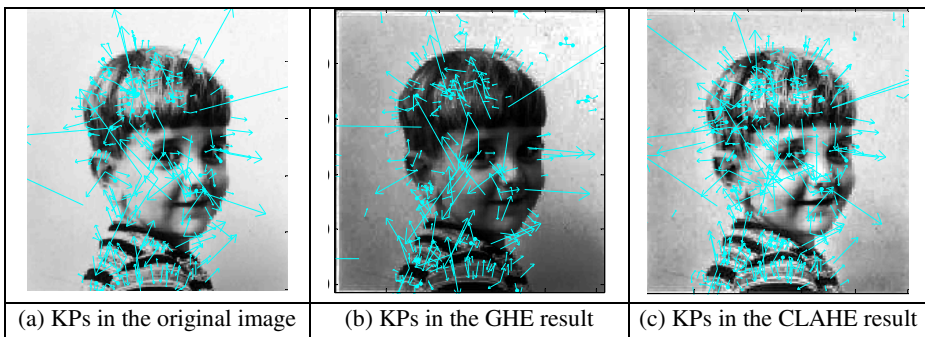 (a) KPs in the original image
(b) KPs in the GHE result
(c) KPs in the CLAHE result